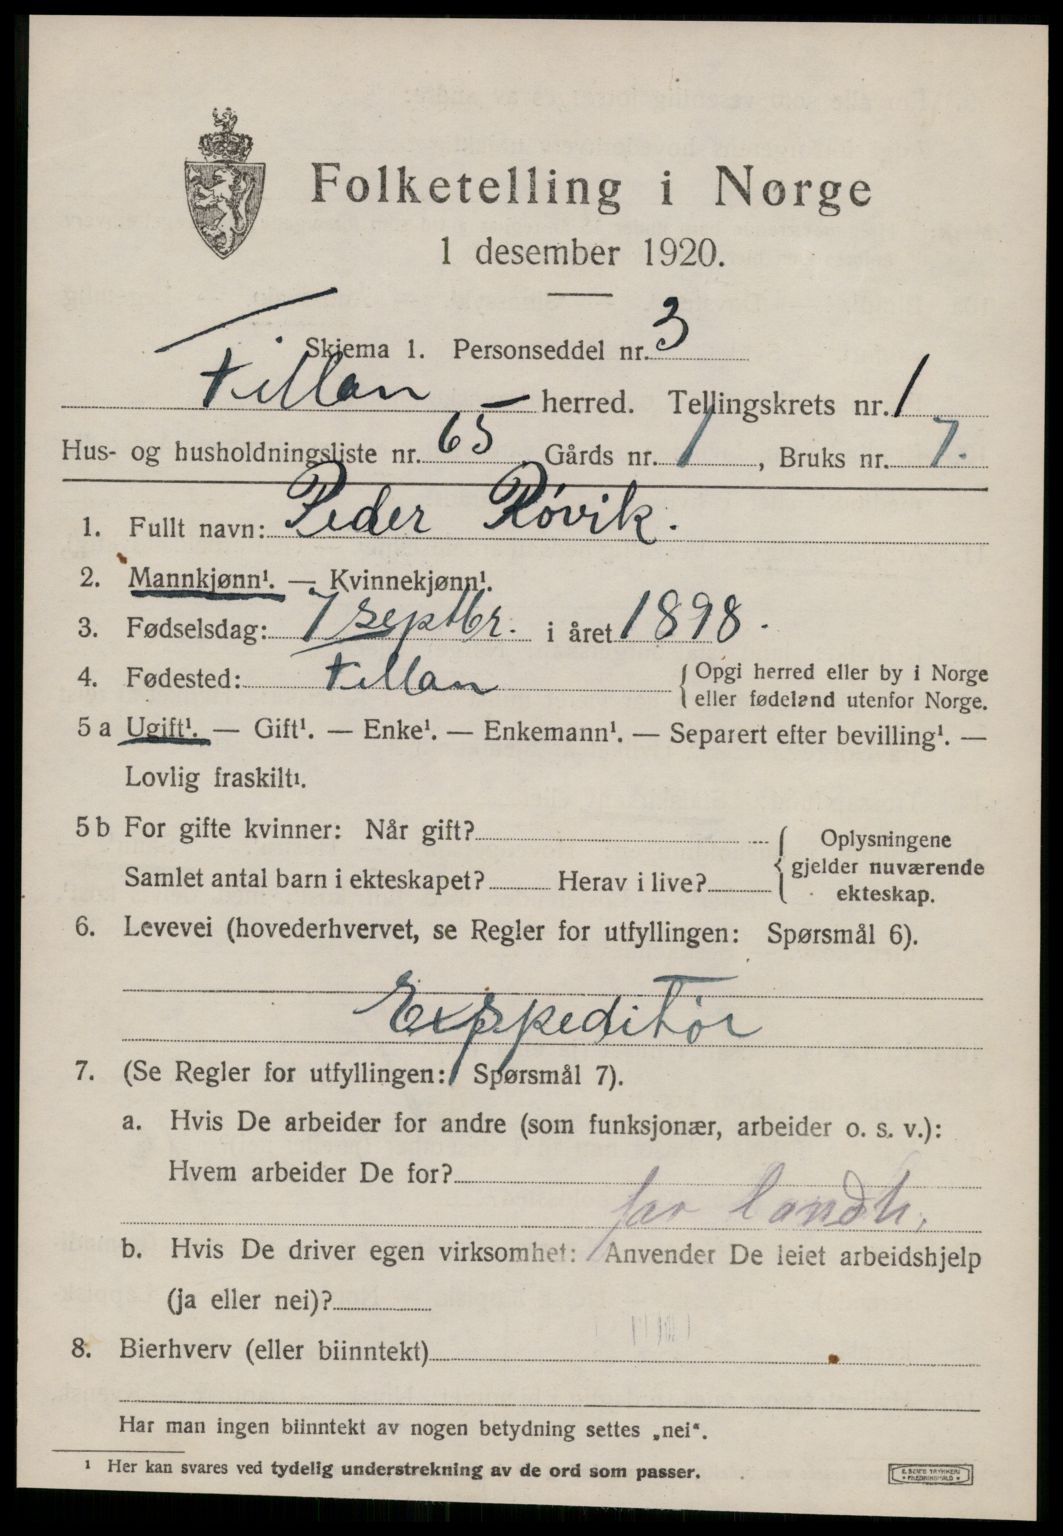 Folketelling i Norge
1 desember 1920.
Skjema 1. Personseddel nr. 3
Fillan herred. Tellingskrets nr. 1
Hus- og husholdningsliste nr. 65, Gårds nr. 1, Bruks nr. 7.
1. Fullt navn: Peder Røvik.
2. Mannkjønn¹. — Kvinnekjønn¹.
3. Fødselsdag: 7 septbr. i året 1898.
4. Fødested: Fillan { Opgi herred eller by i Norge
eller fødeland utenfor Norge.
5 a Ugift¹. — Gift¹. — Enke¹. — Enkemann¹. — Separert efter bevilling¹. —
Lovlig fraskilt¹.
5 b For gifte kvinner: Når gift? { Oplysningene
gjelder nuværende
Samlet antal barn i ekteskapet? Herav i live?
ekteskap.
6. Levevei (hovederhvervet, se Regler for utfyllingen: Spørsmål 6).
Expeditør
7. (Se Regler for utfyllingen: Spørsmål 7).
a. Hvis De arbeider for andre (som funksjonær, arbeider o. s. v.):
Hvem arbeider De for?
far landh.
b. Hvis De driver egen virksomhet: Anvender De leiet arbeidshjelp
(ja eller nei)?
8. Bierhverv (eller biinntekt)
Har man ingen biinntekt av nogen betydning settes „nei“.
¹ Her kan svares ved tydelig understrekning av de ord som passer.
E. SEM'S TRYKKERI
FREDRIKSHALD